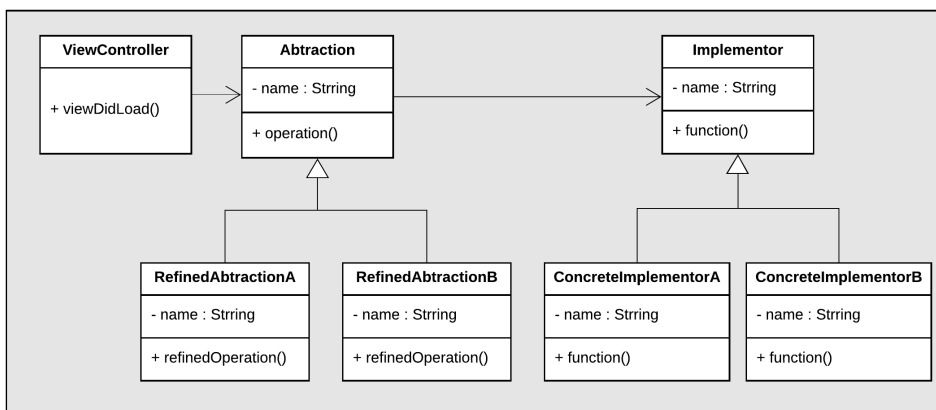 ViewController
+ viewDidLoad()
Abtraction
- name : Strring
+ operation()
Implementor
- name : Strring
+ function()
RefinedAbtractionA
- name : Strring
+ refinedOperation()
RefinedAbtractionB
- name : Strring
+ refinedOperation()
ConcreteImplementorA
- name : Strring
+ function()
ConcreteImplementorB
- name : Strring
+ function()